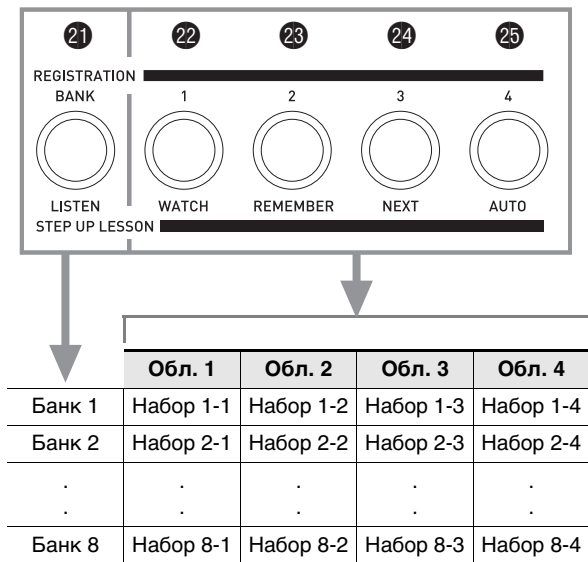 ㉑ ㉒ ㉓ ㉔ ㉕
REGISTRATION
BANK 1 2 3 4
LISTEN WATCH REMEMBER NEXT AUTO
STEP UP LESSON
Обл. 1 Обл. 2 Обл. 3 Обл. 4
Банк 1 Набор 1-1 Набор 1-2 Набор 1-3 Набор 1-4
Банк 2 Набор 2-1 Набор 2-2 Набор 2-3 Набор 2-4
. . . . .
. . . . .
Банк 8 Набор 8-1 Набор 8-2 Набор 8-3 Набор 8-4